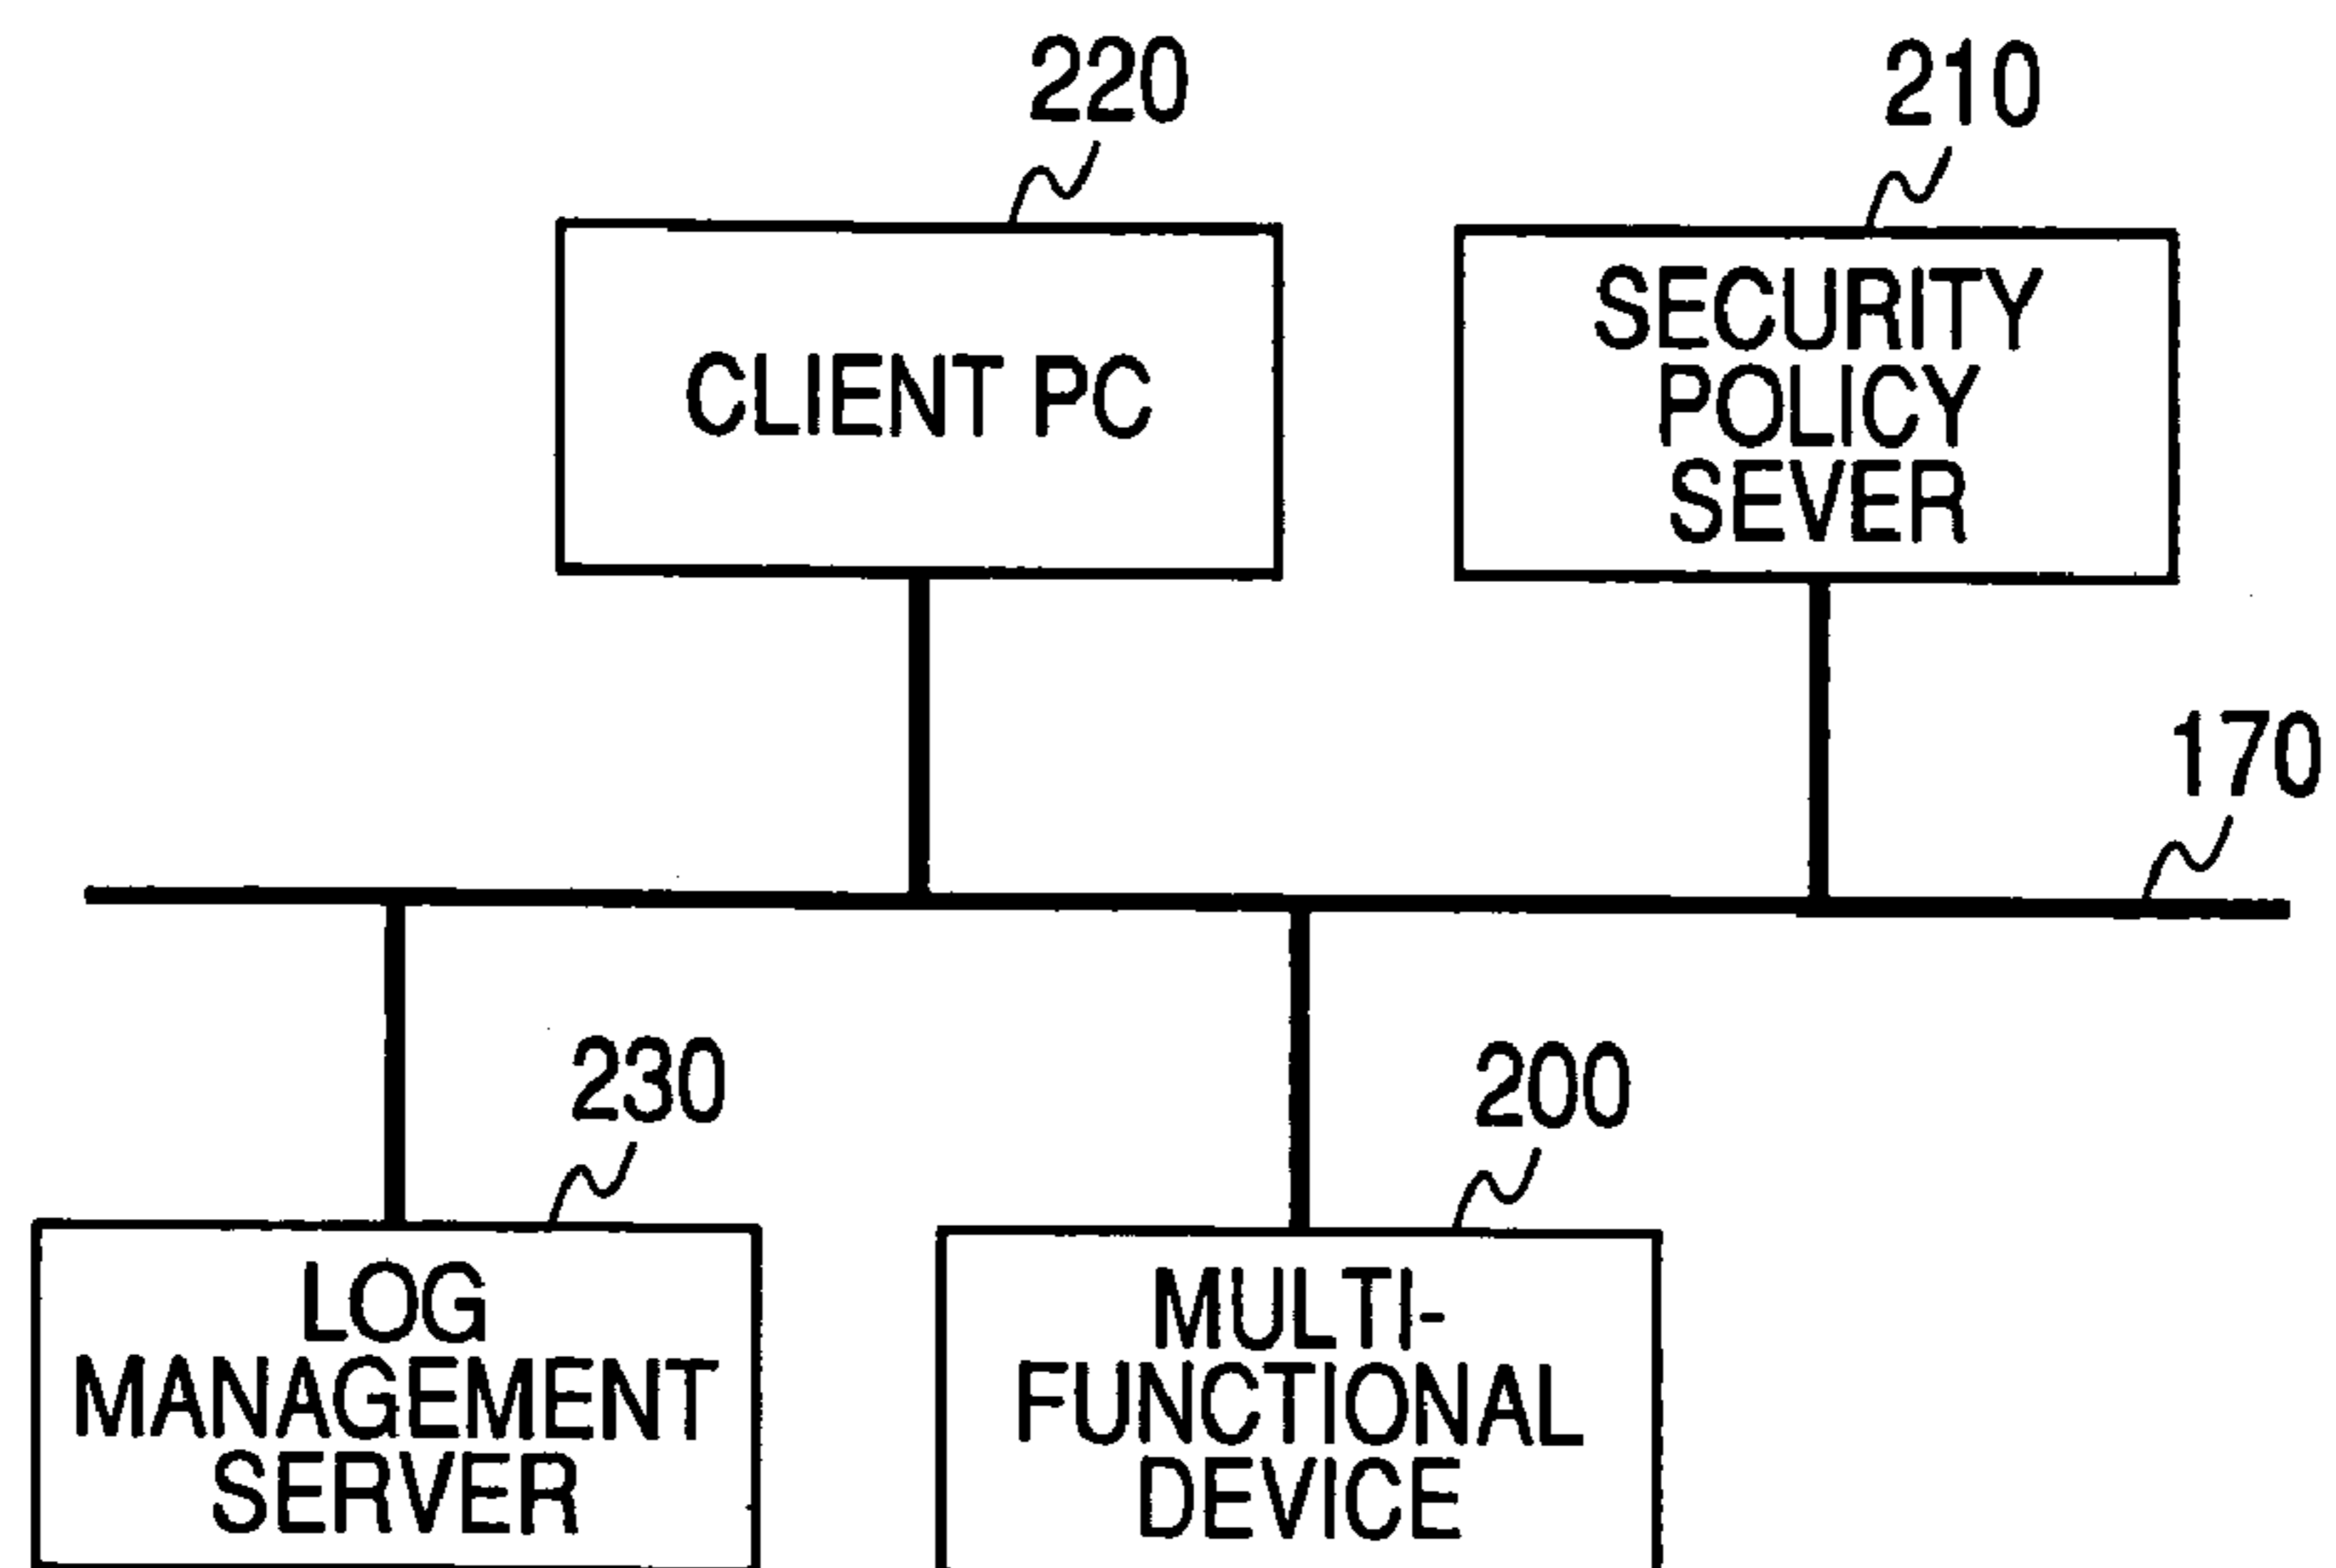 220
210
CLIENT PC
SECURITY
POLICY
SEVER
170
230
200
LOG
MANAGEMENT
SERVER
MULTI-
FUNCTIONAL
DEVICE